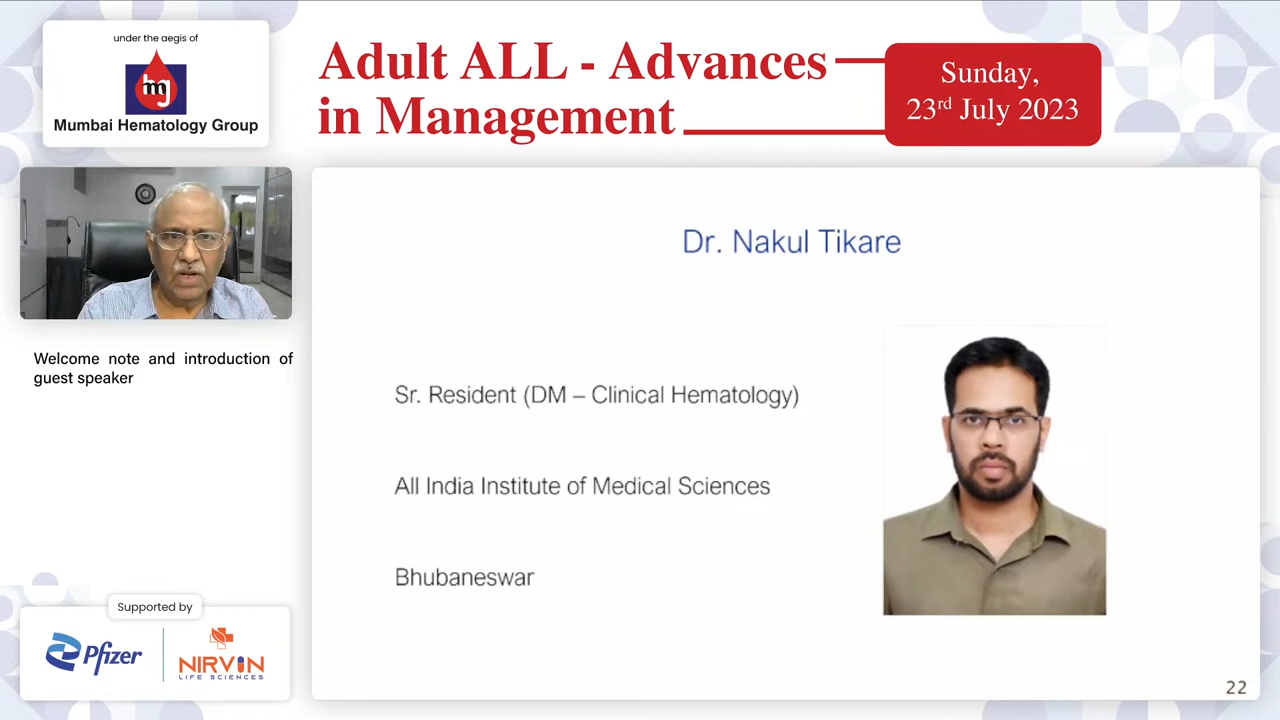 under the aegis of
mj
Mumbai Hematology Group
Adult ALL - Advances
in Management
Sunday,
23rd July 2023
Welcome note and introduction of
guest speaker
Dr. Nakul Tikare
Sr. Resident (DM – Clinical Hematology)
All India Institute of Medical Sciences
Bhubaneswar
Supported by
Pfizer
NIRVIN
LIFE SCIENCES
22